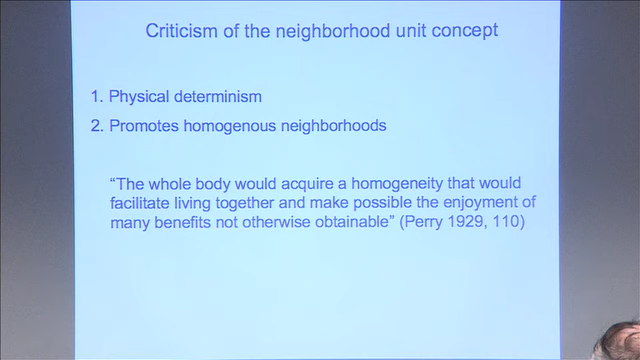 Criticism of the neighborhood unit concept
1. Physical determinism
2. Promotes homogenous neighborhoods
“The whole body would acquire a homogeneity that would
facilitate living together and make possible the enjoyment of
many benefits not otherwise obtainable” (Perry 1929, 110)